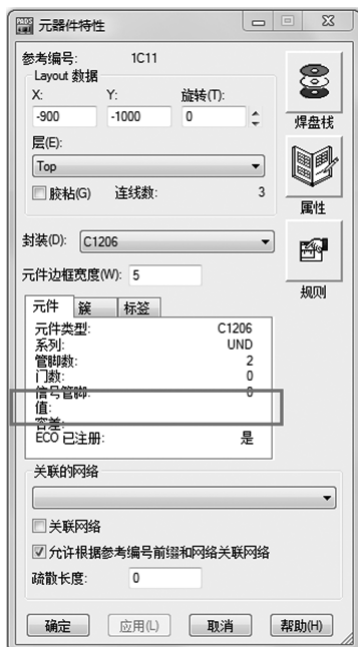 PADS
元器件特性
参考编号: 1C11
Layout 数据
X: Y: 旋转(T):
-900 -1000 0
焊盘栈
层(E):
Top
胶粘(G) 连线数: 3
属性
封装(D): C1206
元件边框宽度(W): 5
规则
元件 簇 标签
元件类型: C1206
系列: UND
管脚数: 2
门数: 0
信号管脚: 0
值:
容差:
ECO 已注册: 是
关联的网络
关联网络
允许根据参考编号前缀和网络关联网络
疏散长度: 0
确定 应用(L) 取消 帮助(H)